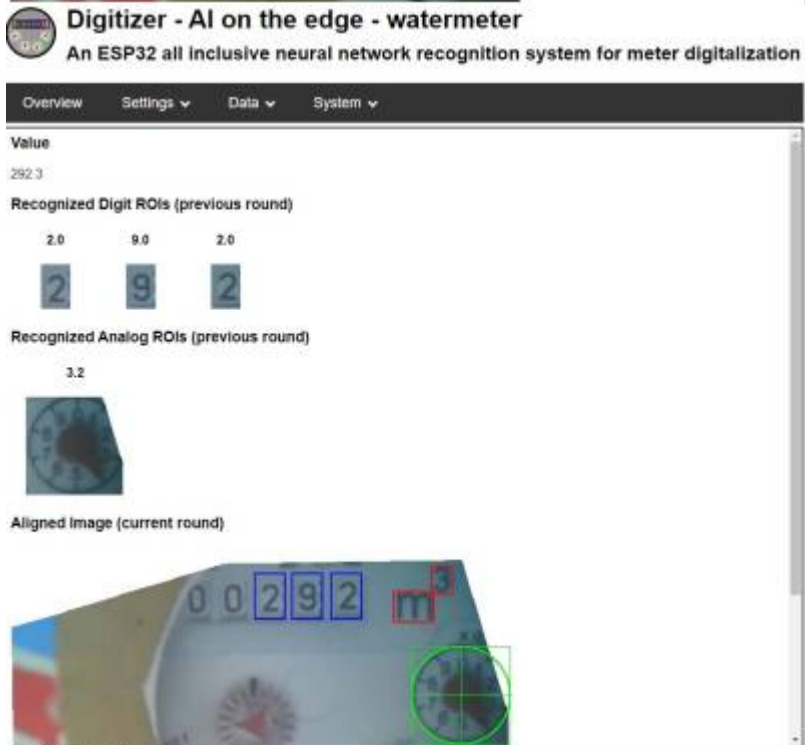 Digitizer - AI on the edge - watermeter
An ESP32 all inclusive neural network recognition system for meter digitalization
Overview Settings Data System
Value
292.3
Recognized Digit ROIs (previous round)
2.0 9.0 2.0
2 9 2
Recognized Analog ROIs (previous round)
3.2
Aligned Image (current round)
0 0 2 9 2 m³